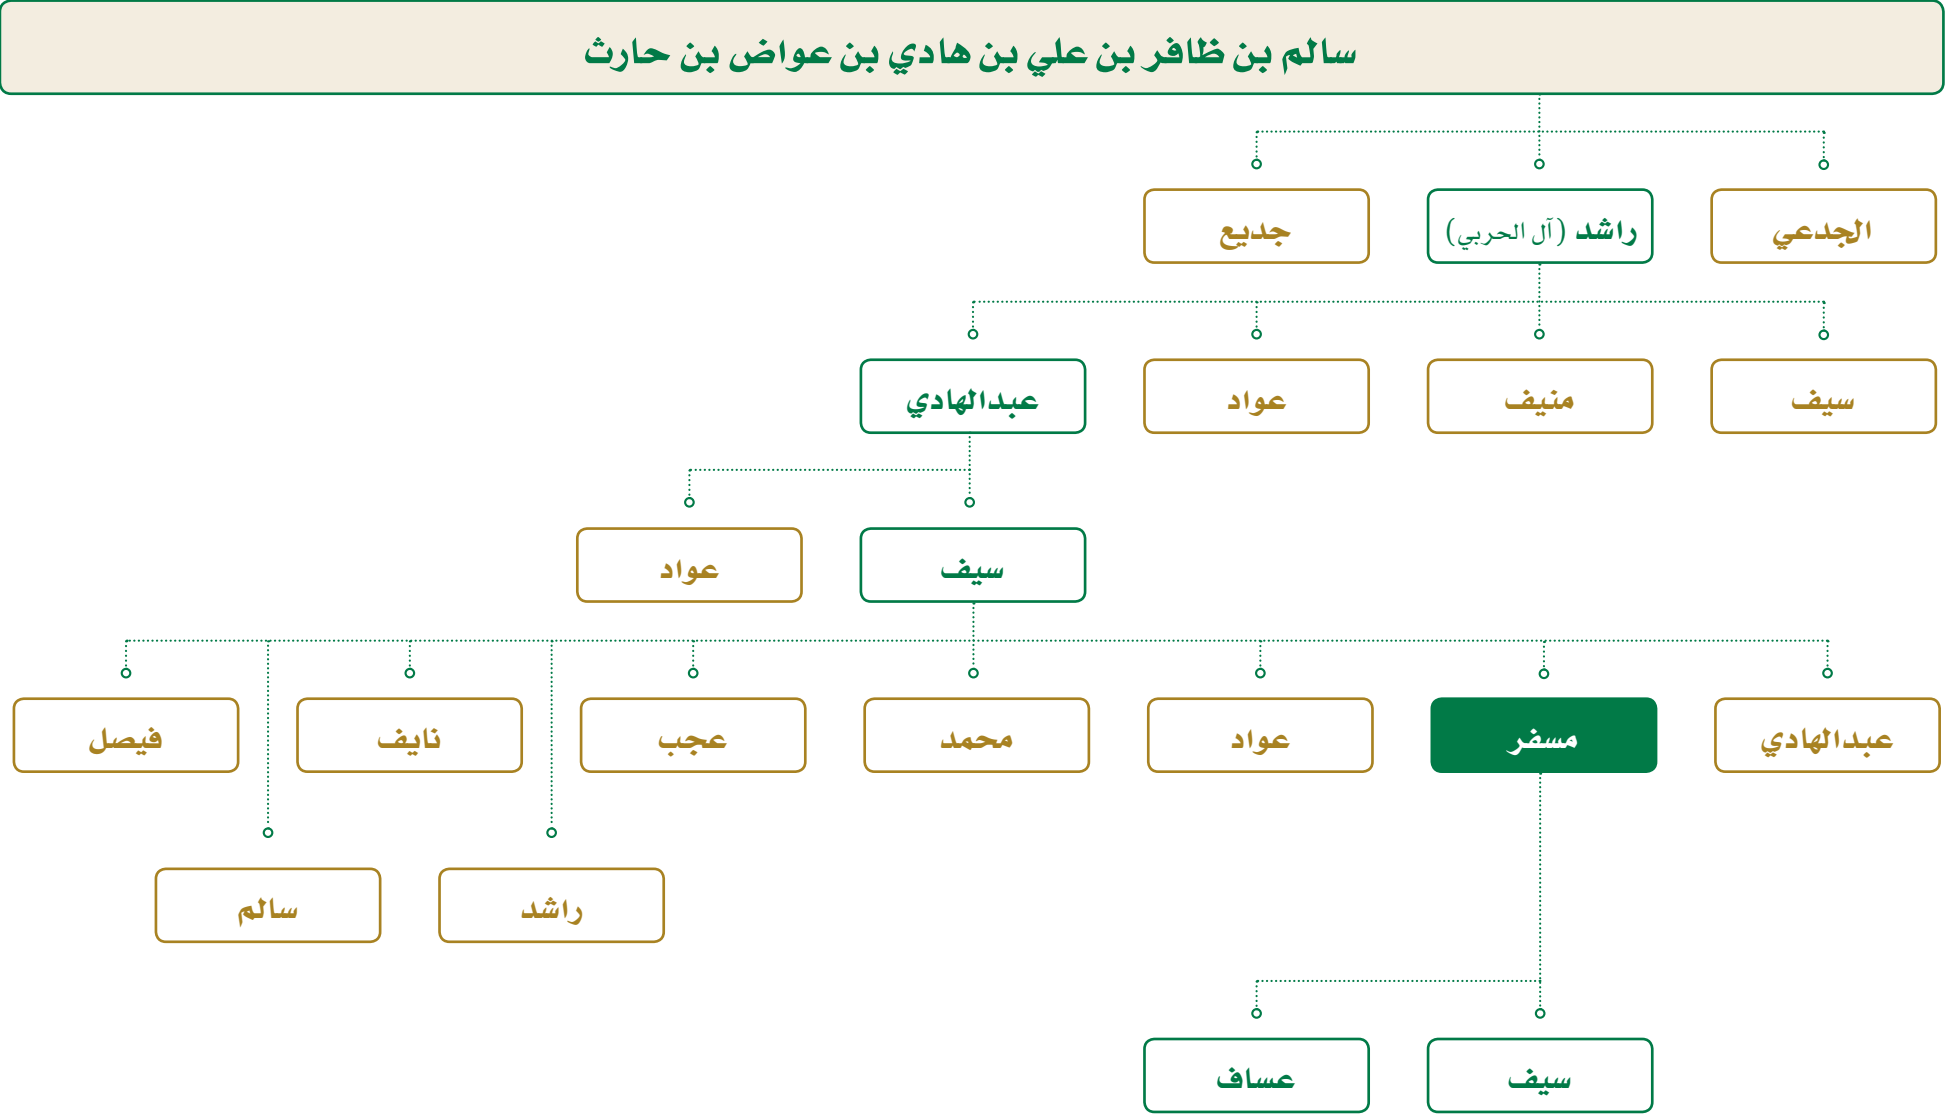 سالم بن ظافر بن علي بن هادي بن عواض بن حارث
الجدعي
راشد (آل الحربي)
جديع
سيف
منيف
عواد
عبدالهادي
سيف
عواد
عبدالهادي
مسفر
عواد
محمد
عجب
نايف
فيصل
راشد
سالم
سيف
عساف